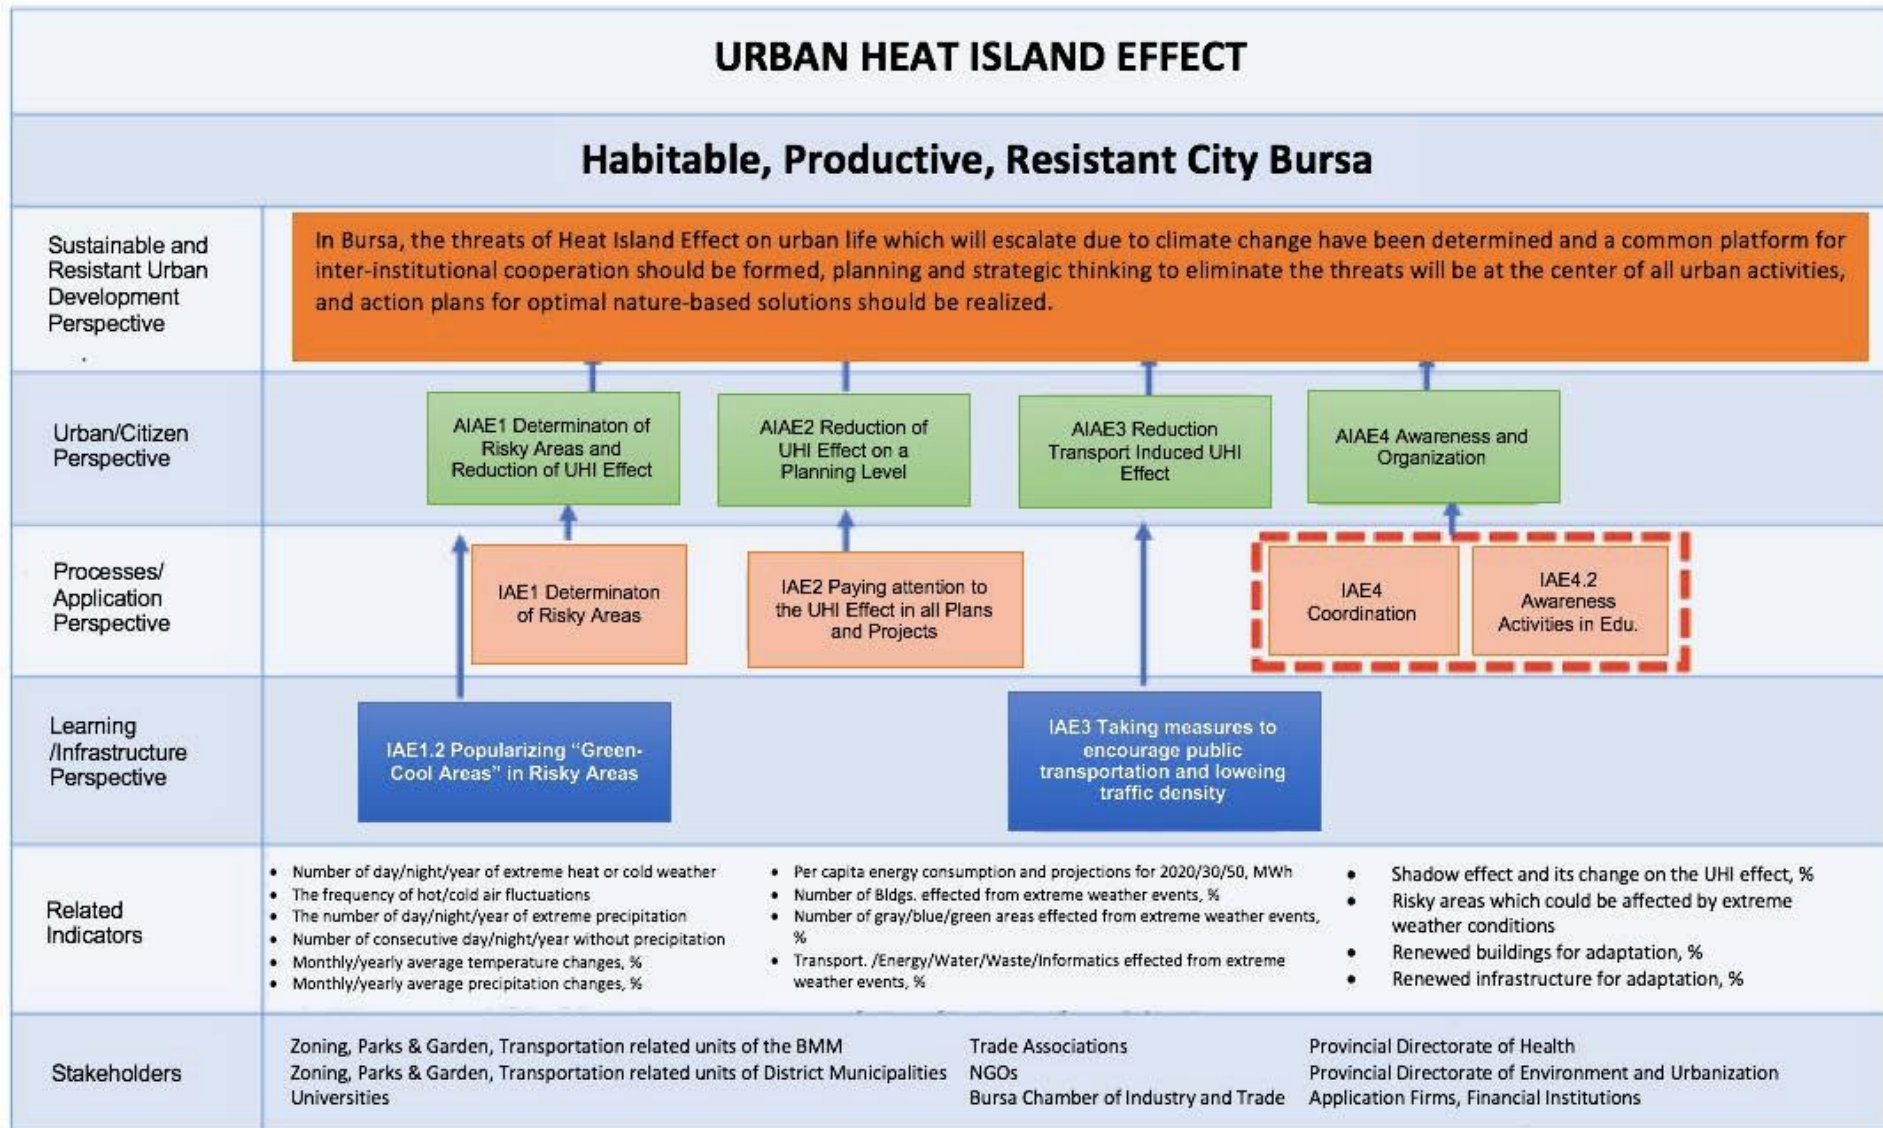 URBAN HEAT ISLAND EFFECT
Habitable, Productive, Resistant City Bursa
Sustainable and
Resistant Urban
Development
Perspective
In Bursa, the threats of Heat Island Effect on urban life which will escalate due to climate change have been determined and a common platform for
inter-institutional cooperation should be formed, planning and strategic thinking to eliminate the threats will be at the center of all urban activities,
and action plans for optimal nature-based solutions should be realized.
Urban/Citizen
Perspective
AIAE1 Determinaton of
Risky Areas and
Reduction of UHI Effect
AIAE2 Reduction of
UHI Effect on a
Planning Level
AIAE3 Reduction
Transport Induced UHI
Effect
AIAE4 Awareness and
Organization
Processes/
Application
Perspective
IAE1 Determinaton
of Risky Areas
IAE2 Paying attention to
the UHI Effect in all Plans
and Projects
IAE4
Coordination
IAE4.2
Awareness
Activities in Edu.
Learning
/Infrastructure
Perspective
IAE1.2 Popularizing “Green-
Cool Areas” in Risky Areas
IAE3 Taking measures to
encourage public
transportation and loweing
traffic density
Related
Indicators
• Number of day/night/year of extreme heat or cold weather
• The frequency of hot/cold air fluctuations
• The number of day/night/year of extreme precipitation
• Number of consecutive day/night/year without precipitation
• Monthly/yearly average temperature changes, %
• Monthly/yearly average precipitation changes, %
• Per capita energy consumption and projections for 2020/30/50, MWh
• Number of Bldgs. effected from extreme weather events, %
• Number of gray/blue/green areas effected from extreme weather events,
%
• Transport. /Energy/Water/Waste/Informatics effected from extreme
weather events, %
• Shadow effect and its change on the UHI effect, %
• Risky areas which could be affected by extreme
weather conditions
• Renewed buildings for adaptation, %
• Renewed infrastructure for adaptation, %
Stakeholders
Zoning, Parks & Garden, Transportation related units of the BMM
Zoning, Parks & Garden, Transportation related units of District Municipalities
Universities
Trade Associations
NGOs
Bursa Chamber of Industry and Trade
Provincial Directorate of Health
Provincial Directorate of Environment and Urbanization
Application Firms, Financial Institutions